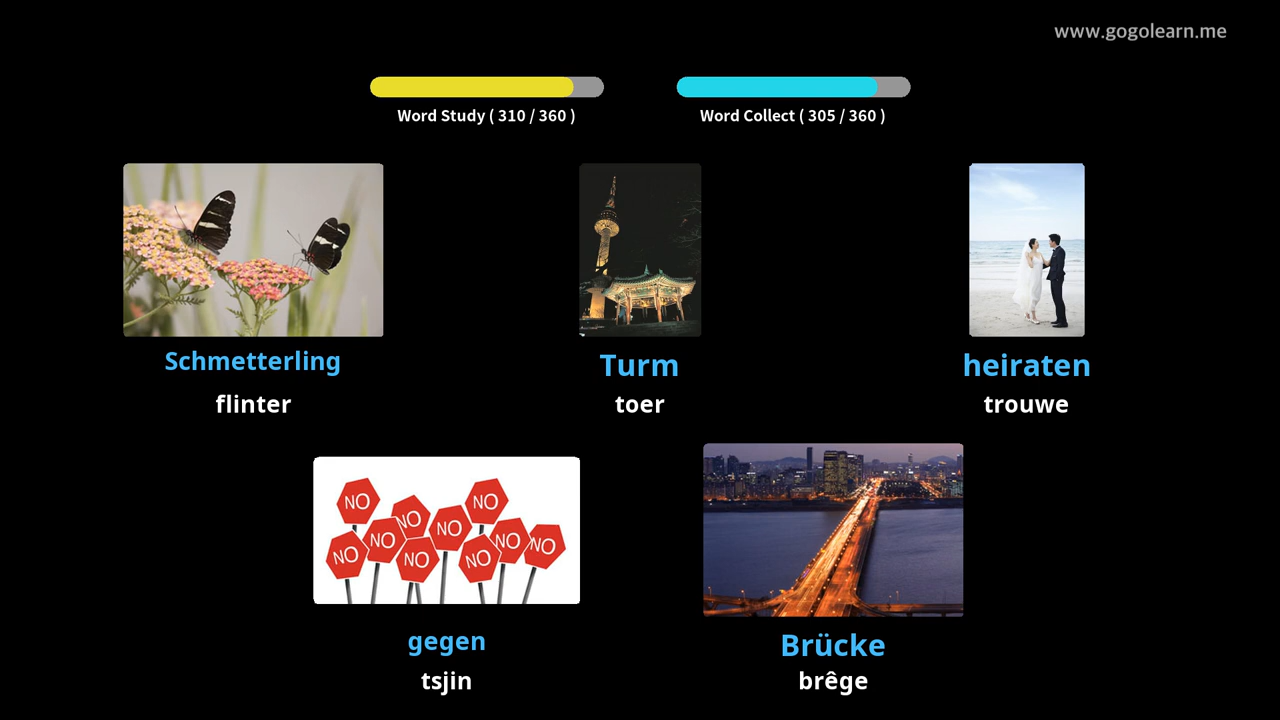 www.gogolearn.me
Word Study ( 310 / 360 )
Word Collect ( 305 / 360 )
Schmetterling
flinter
Turm
toer
heiraten
trouwe
NO
NO
NO
NO
NO
NO
NO
NO
NO
NO
gegen
tsjin
Brücke
brêge